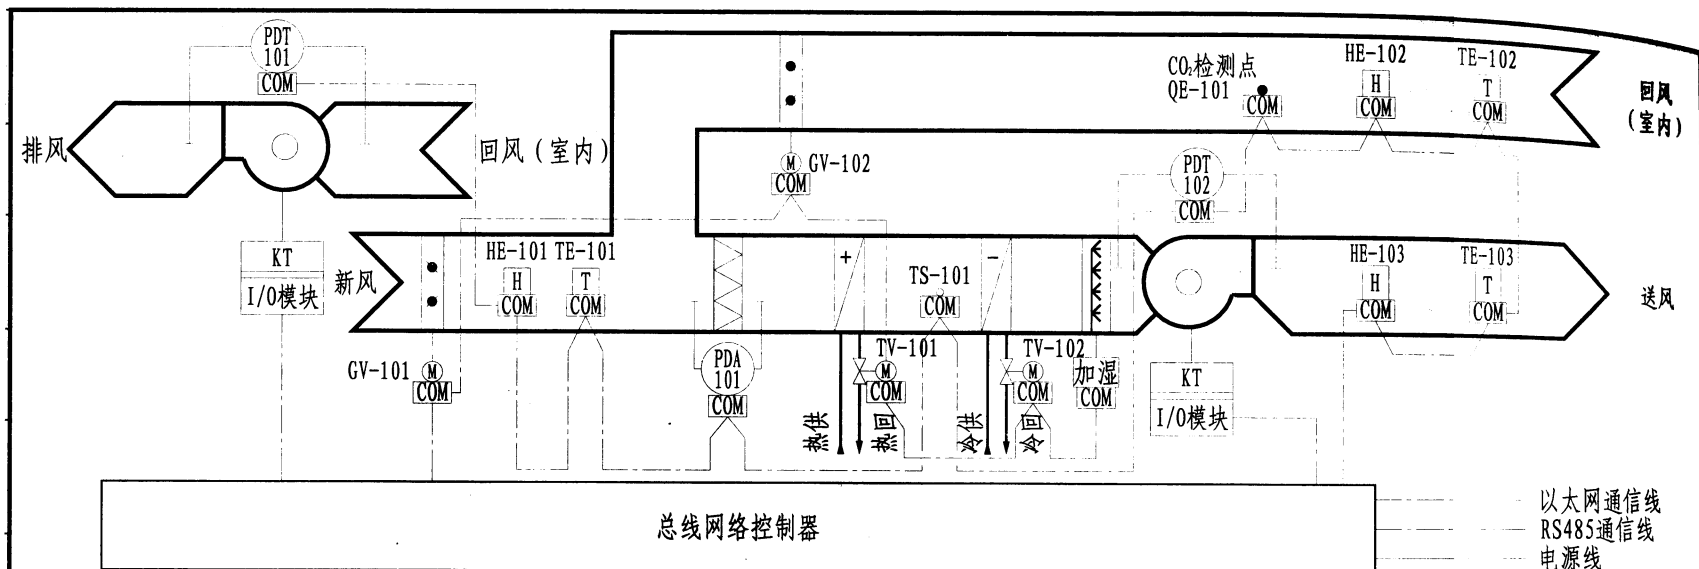 PDT
101
COM
排风
回风（室内）
KT
I/O模块
CO₂检测点
QE-101
COM
HE-102
H
COM
TE-102
T
COM
回风
（室内）
M
GV-102
COM
PDT
102
COM
新风
HE-101
H
COM
TE-101
T
COM
+
TS-101
COM
-
HE-103
H
COM
TE-103
T
COM
送风
GV-101
M
COM
PDA
101
COM
TV-101
M
COM
TV-102
M
COM
加湿
COM
KT
I/O模块
热供
热回
冷供
冷回
总线网络控制器
以太网通信线
RS485通信线
电源线